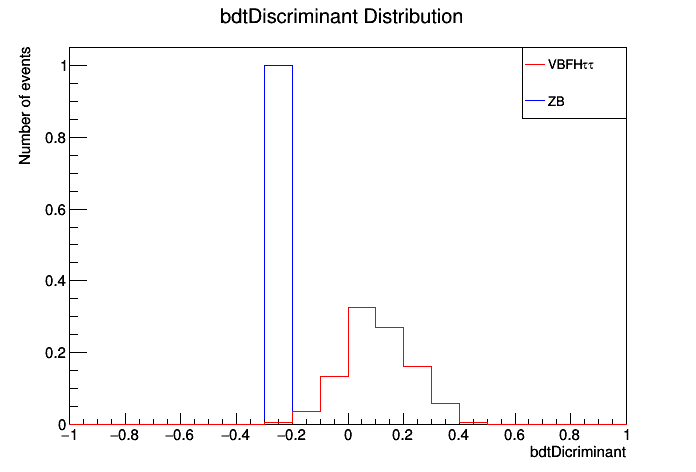 bdtDiscriminant Distribution
Number of events
VBFHττ
ZB
1
0.8
0.6
0.4
0.2
0
−1 −0.8 −0.6 −0.4 −0.2 0 0.2 0.4 0.6 0.8 1
bdtDicriminant